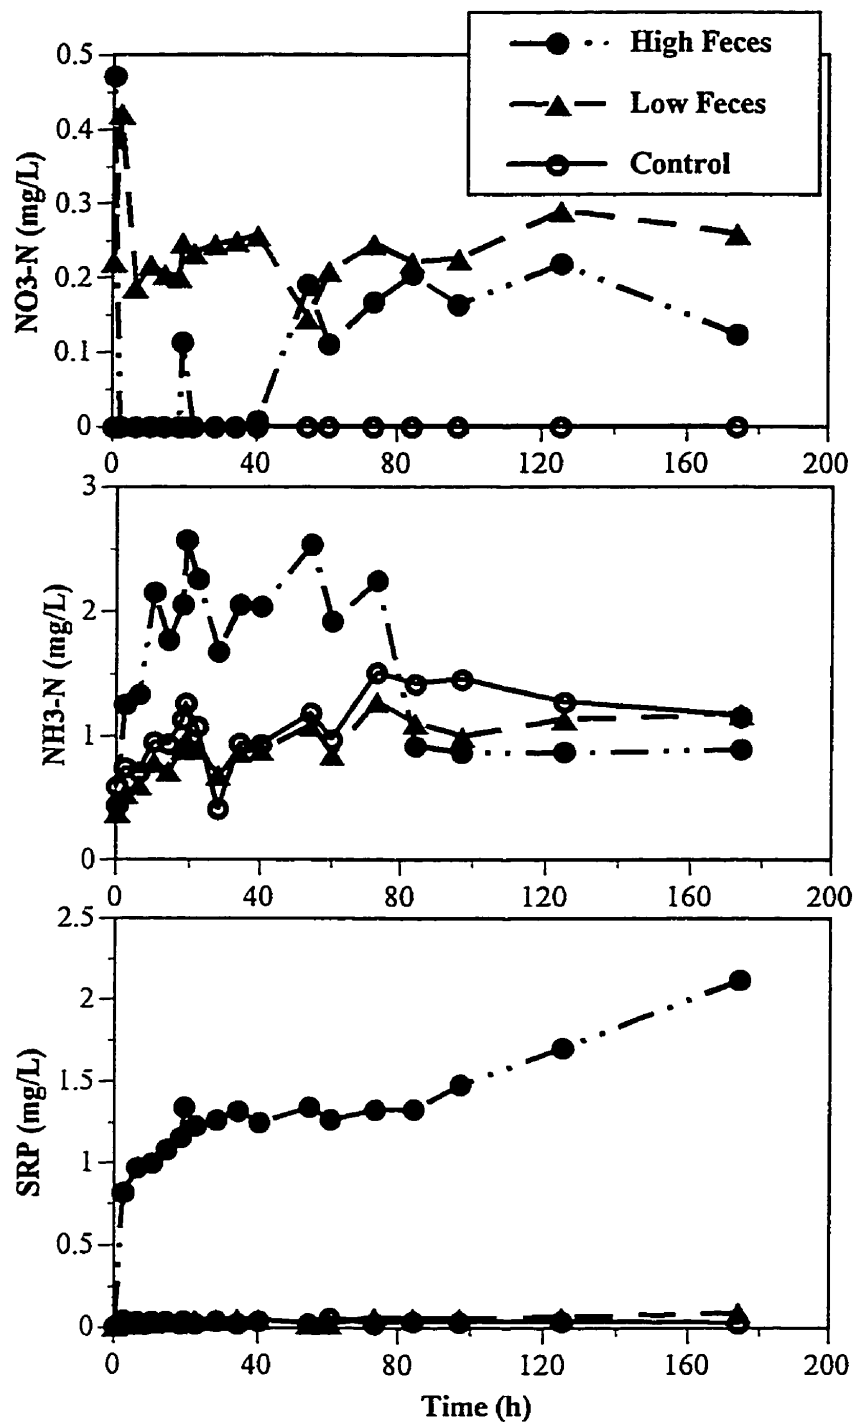 High Feces
Low Feces
Control
0.5
0.4
0.3
0.2
0.1
0
NO3-N (mg/L)
0 40 80 120 160 200
3
2
1
0
NH3-N (mg/L)
0 40 80 120 160 200
2.5
2
1.5
1
0.5
0
SRP (mg/L)
0 40 80 120 160 200
Time (h)